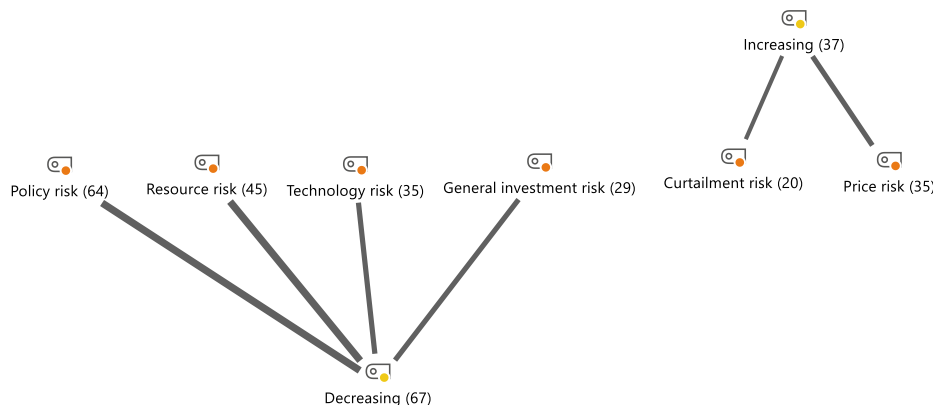 Increasing (37)
Policy risk (64)
Resource risk (45)
Technology risk (35)
General investment risk (29)
Curtailment risk (20)
Price risk (35)
Decreasing (67)